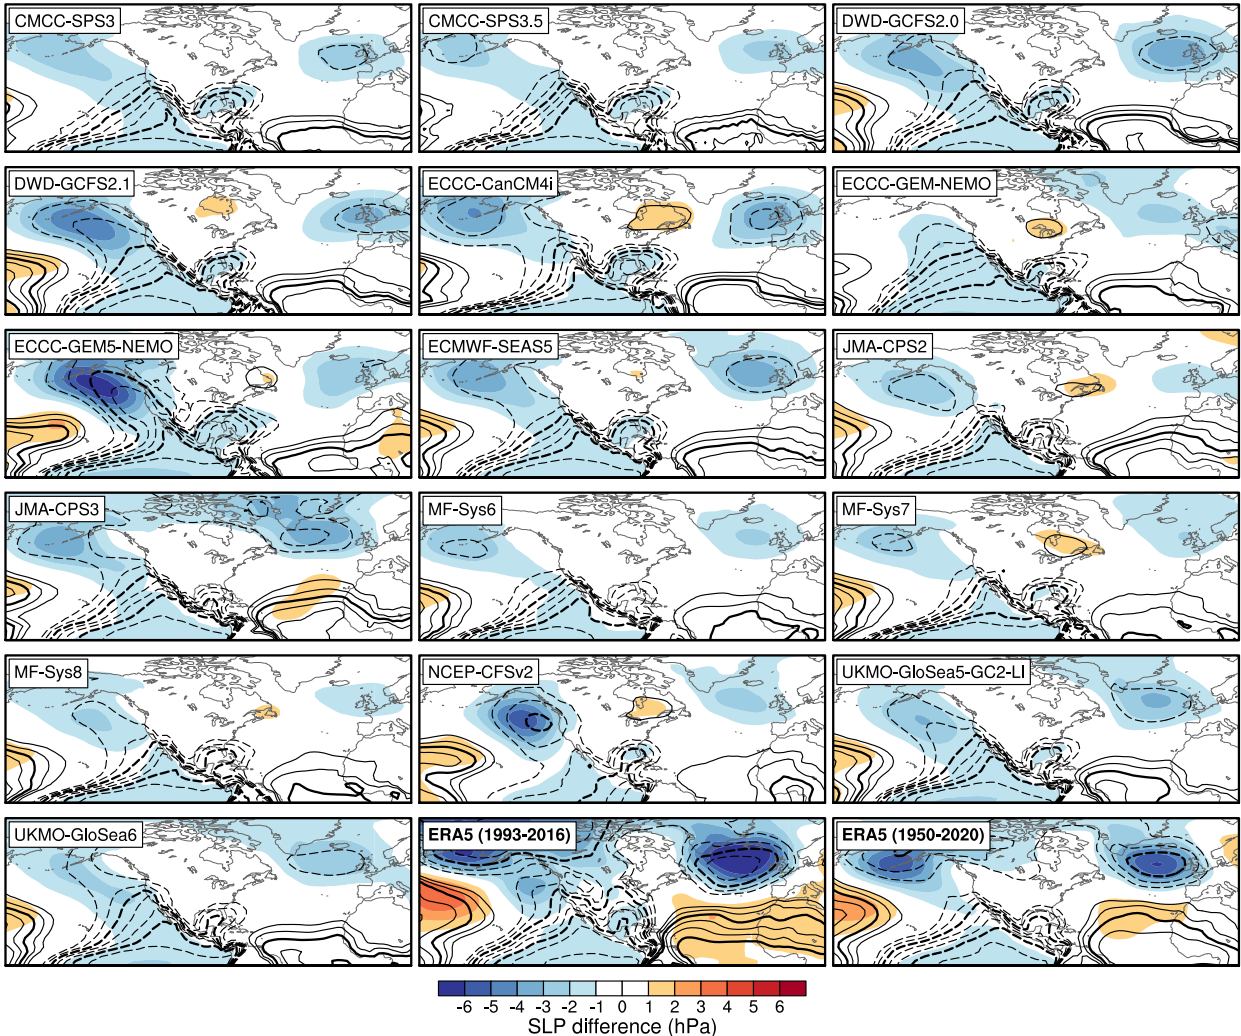 CMCC-SPS3
CMCC-SPS3.5
DWD-GCFS2.0
DWD-GCFS2.1
ECCC-CanCM4i
ECCC-GEM-NEMO
ECCC-GEM5-NEMO
ECMWF-SEAS5
JMA-CPS2
JMA-CPS3
MF-Sys6
MF-Sys7
MF-Sys8
NCEP-CFSv2
UKMO-GloSea5-GC2-LI
UKMO-GloSea6
ERA5 (1993-2016)
ERA5 (1950-2020)
-6 -5 -4 -3 -2 -1 0 1 2 3 4 5 6
SLP difference (hPa)